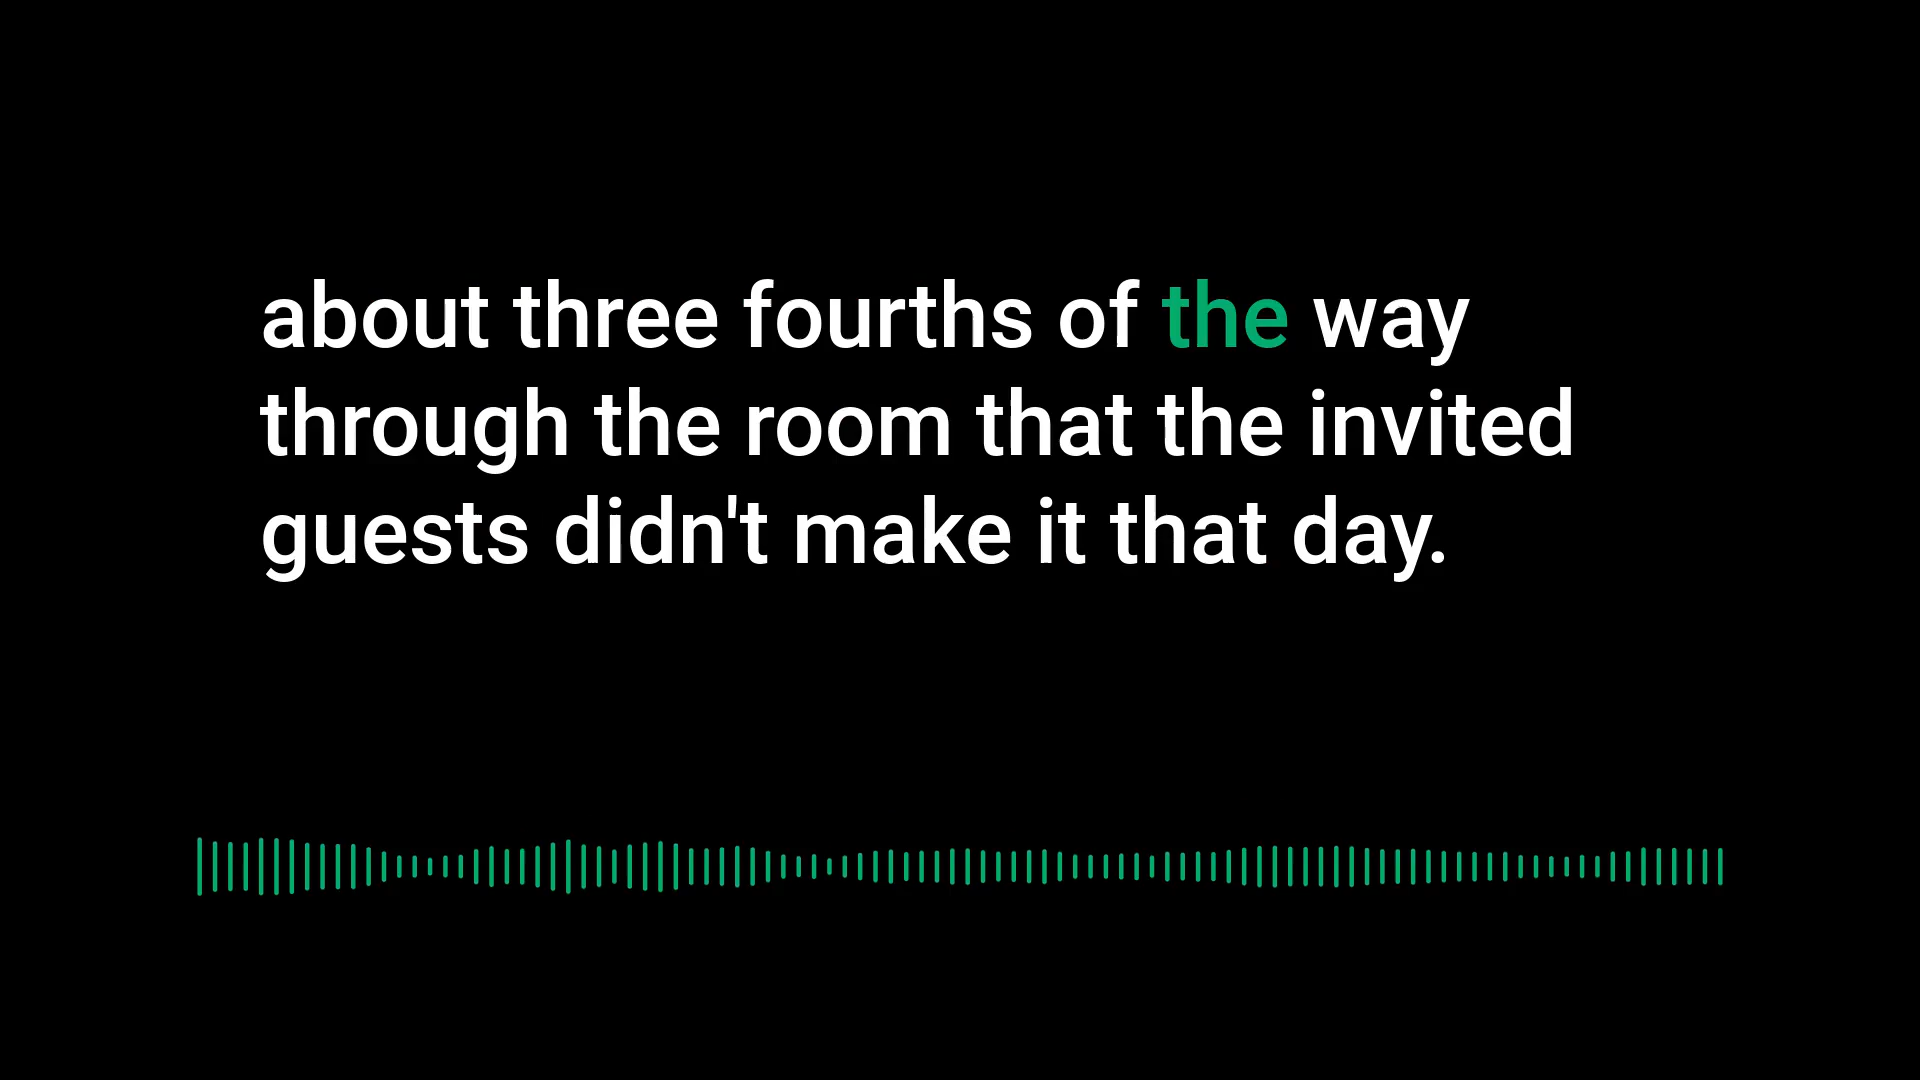 about three fourths of the way
through the room that the invited
guests didn't make it that day.